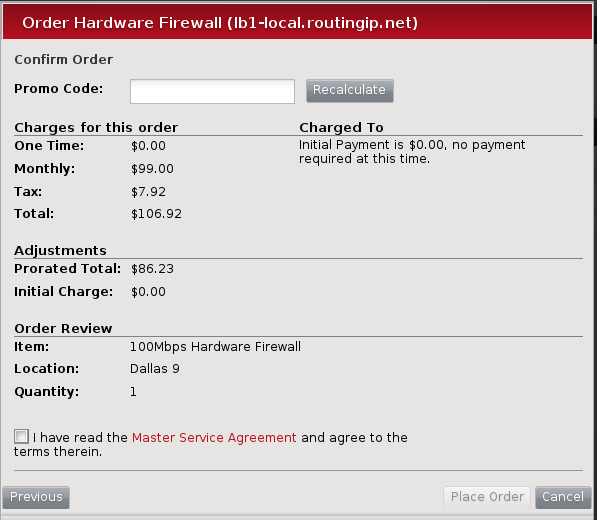 Order Hardware Firewall (lb1-local.routingip.net)
Confirm Order
Promo Code: Recalculate
Charges for this order Charged To
One Time: $0.00 Initial Payment is $0.00, no payment
required at this time.
Monthly: $99.00
Tax: $7.92
Total: $106.92
Adjustments
Prorated Total: $86.23
Initial Charge: $0.00
Order Review
Item: 100Mbps Hardware Firewall
Location: Dallas 9
Quantity: 1
I have read the Master Service Agreement and agree to the
terms therein.
Previous Place Order Cancel